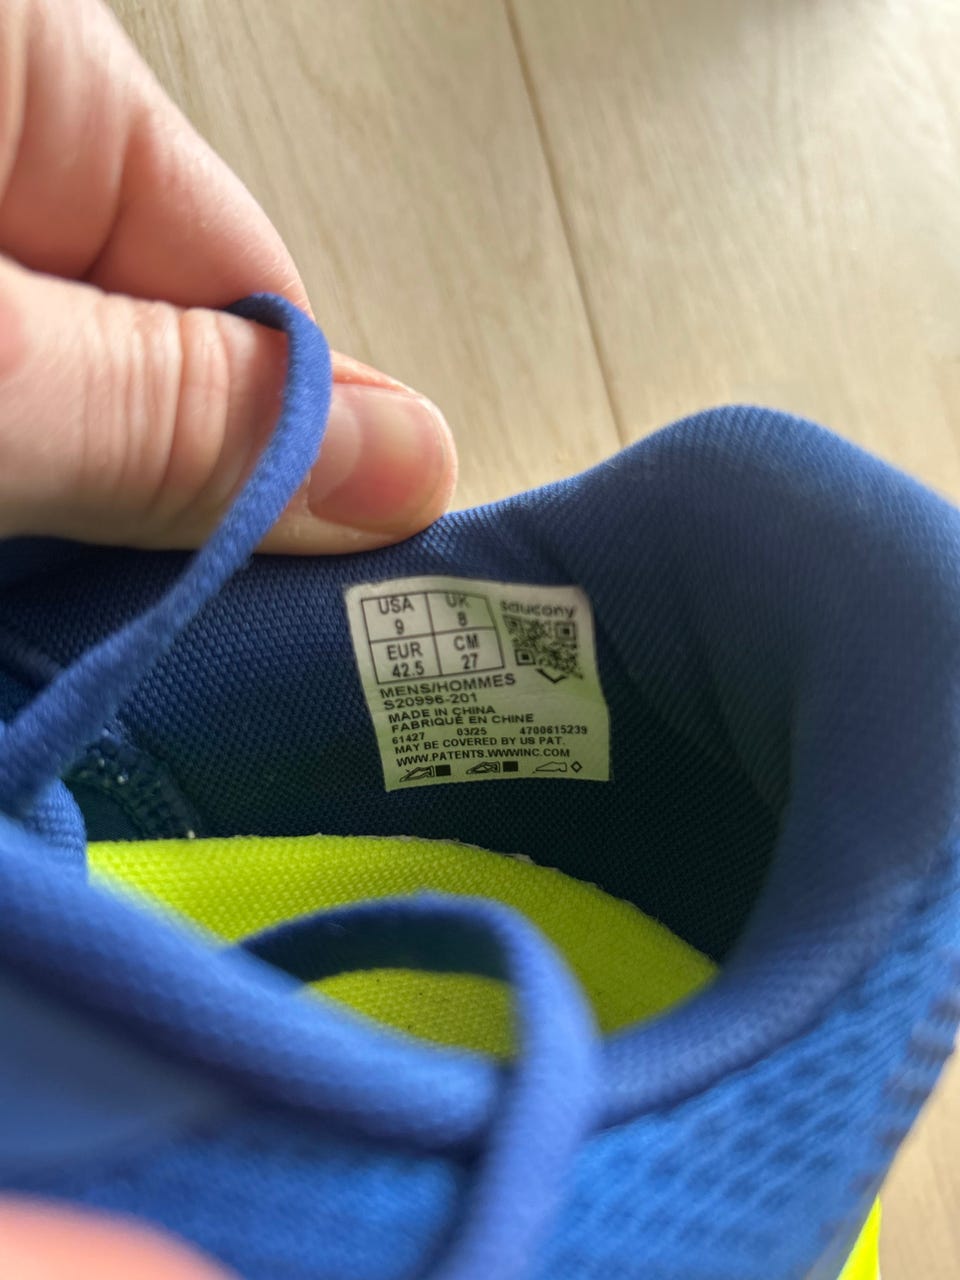 USA UK saucony
9 8
EUR CM
42.5 27
MENS/HOMMES
S20996-201
MADE IN CHINA
FABRIQUÉ EN CHINE
61427 03/25 4700615239
MAY BE COVERED BY US PAT.
WWW.PATENTS.WWWINC.COM